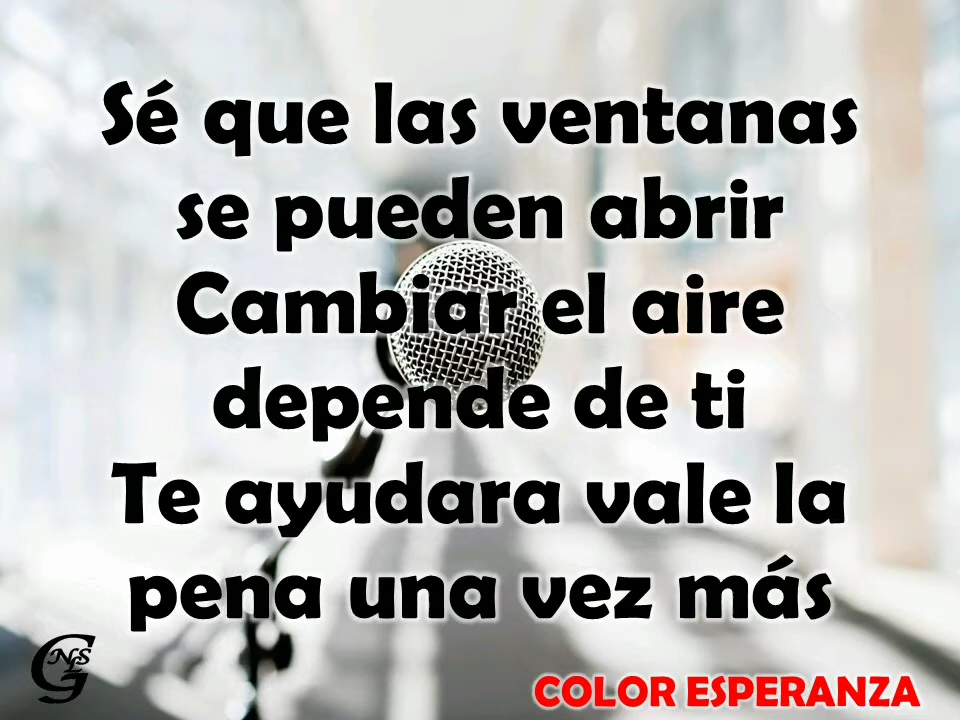 Sé que las ventanas
se pueden abrir
Cambiar el aire
depende de ti
Te ayudara vale la
pena una vez más
COLOR ESPERANZA